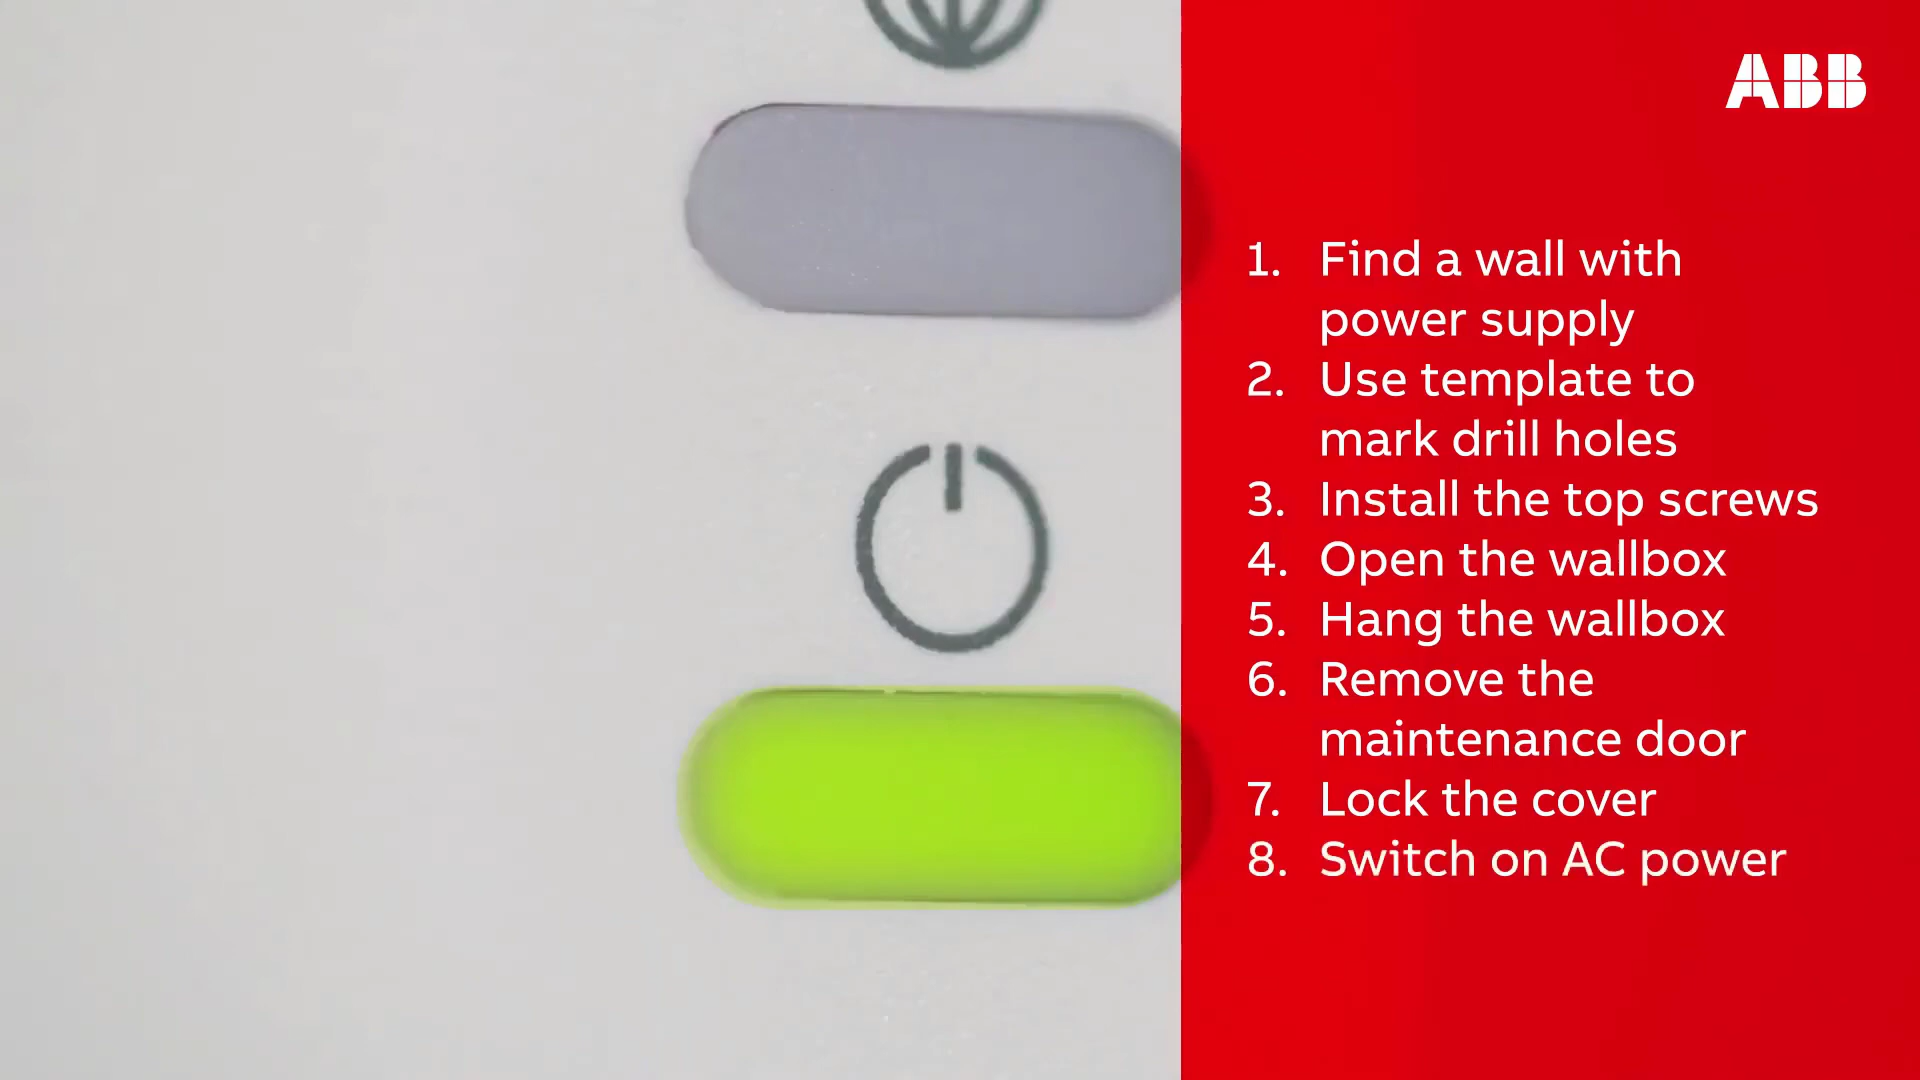 ABB
1. Find a wall with
power supply
2. Use template to
mark drill holes
3. Install the top screws
4. Open the wallbox
5. Hang the wallbox
6. Remove the
maintenance door
7. Lock the cover
8. Switch on AC power